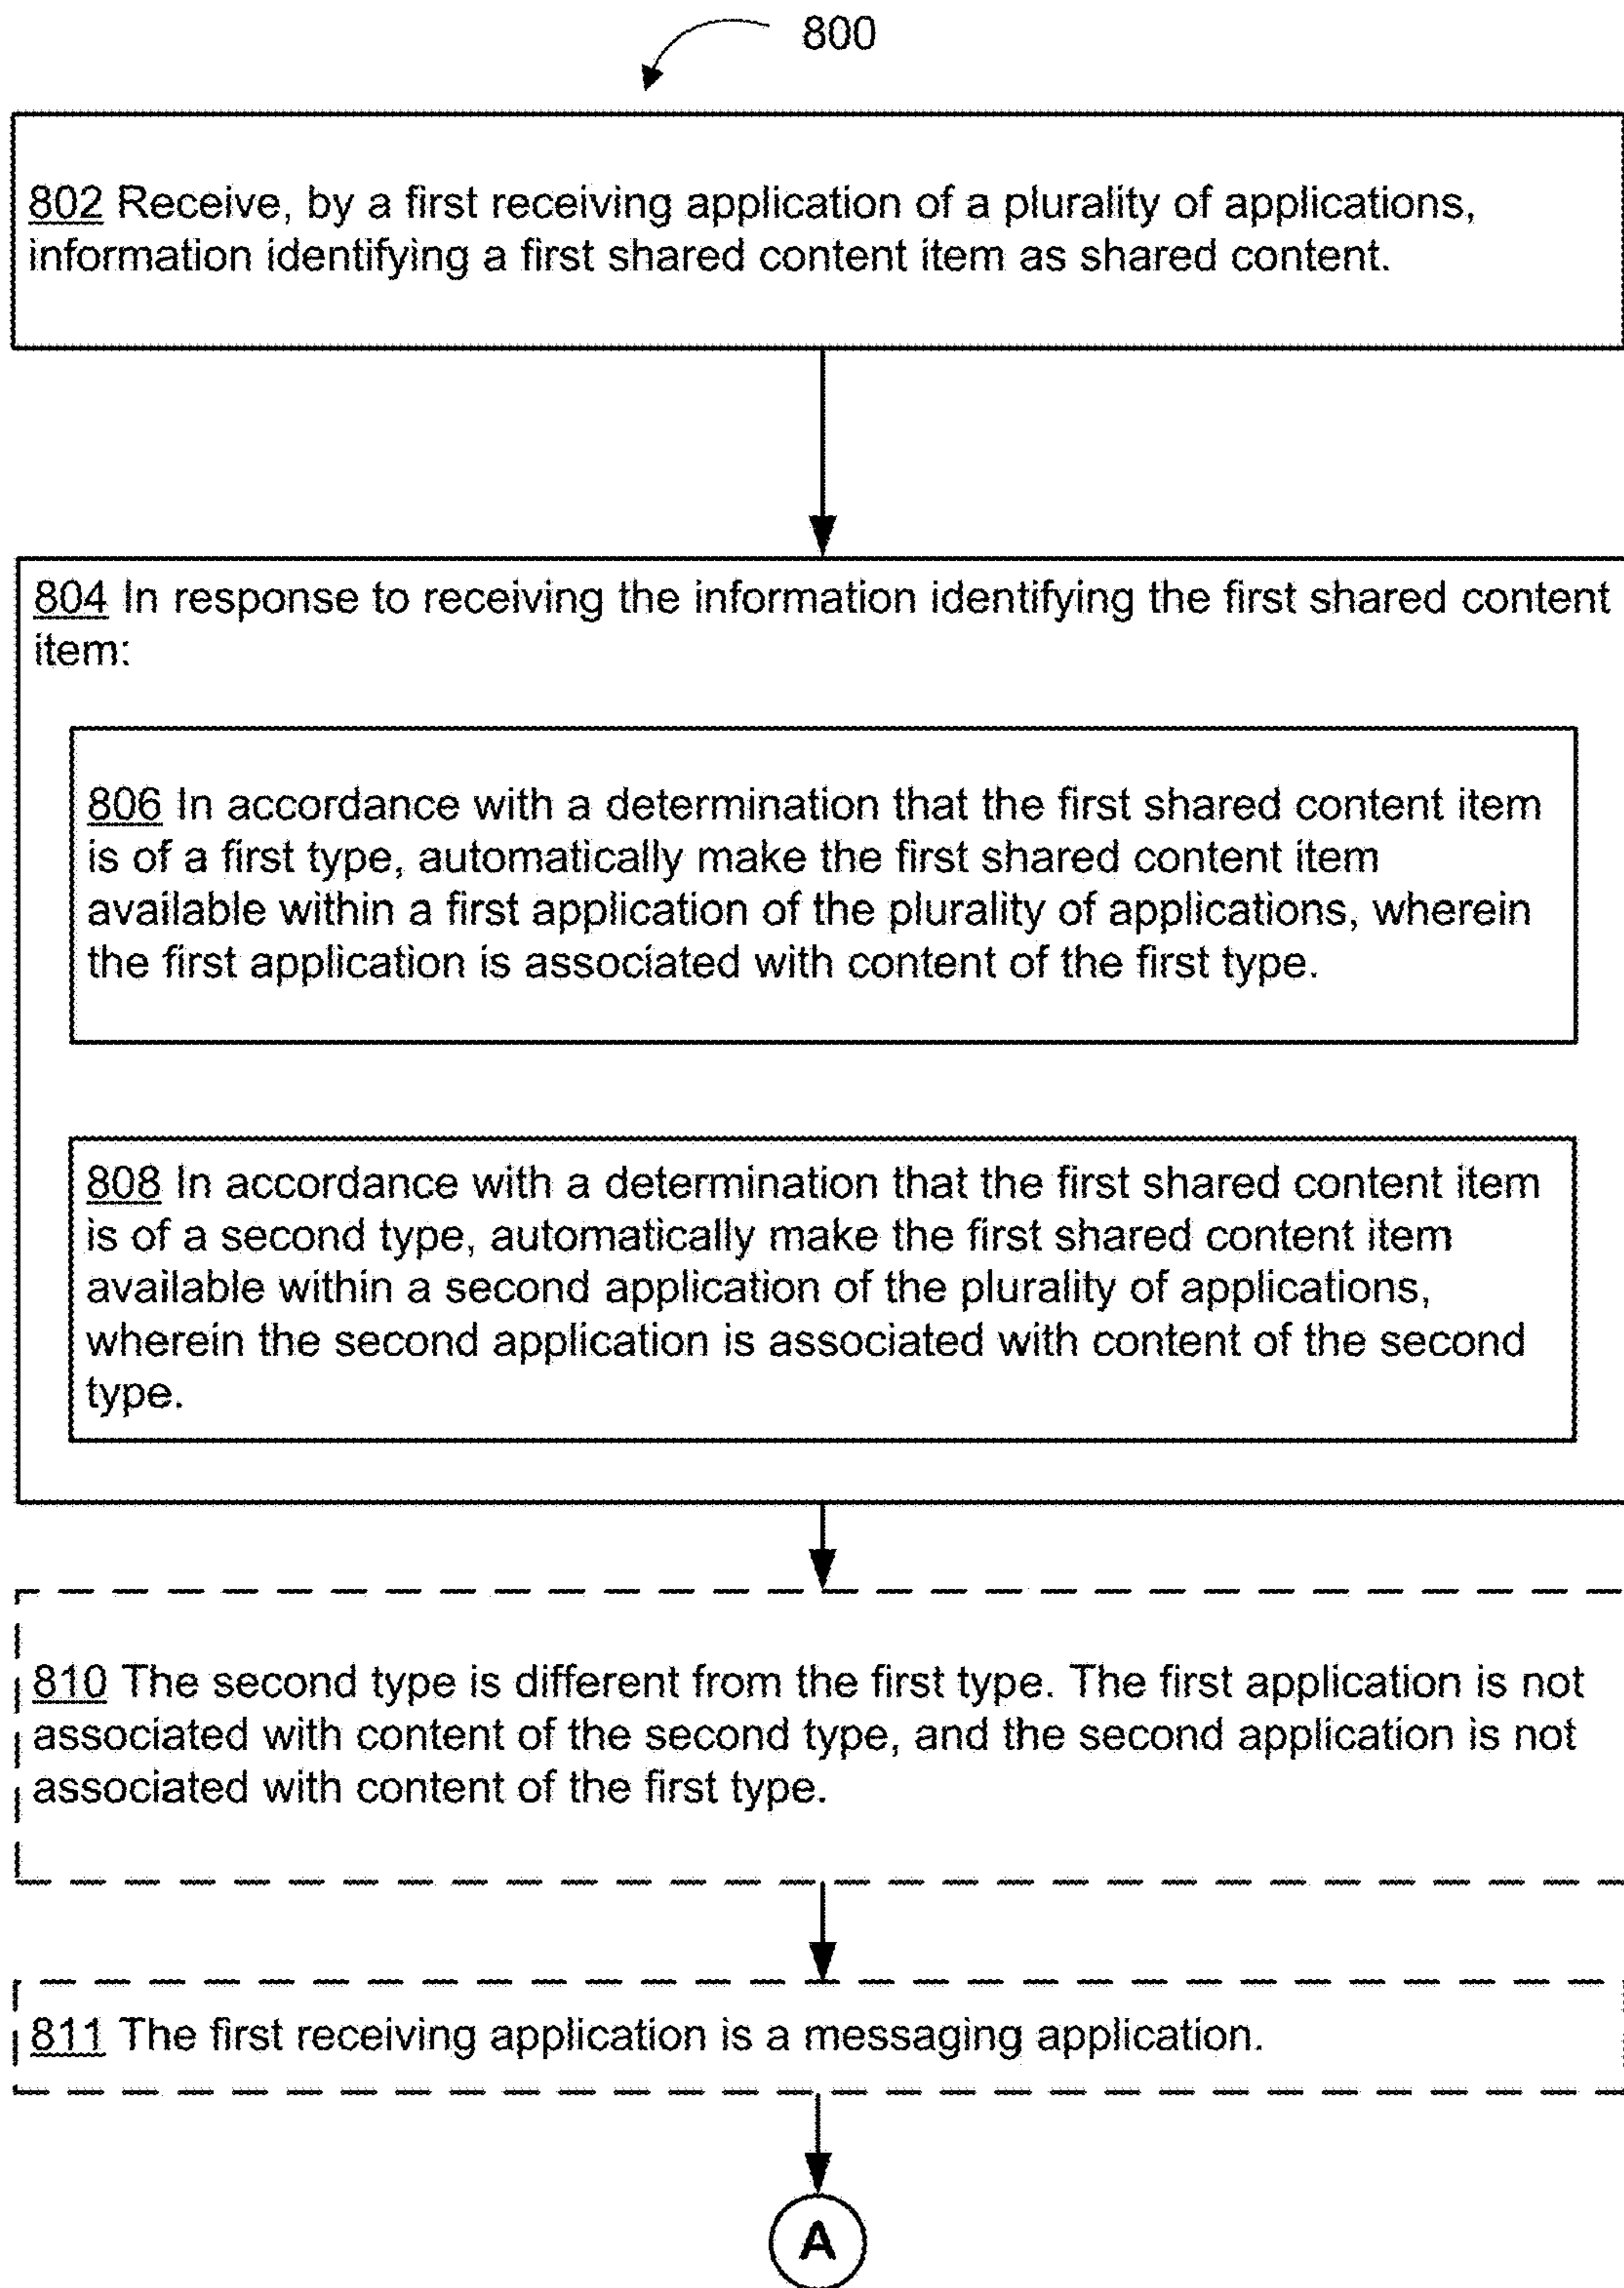 800
802 Receive, by a first receiving application of a plurality of applications,
information identifying a first shared content item as shared content.
804 In response to receiving the information identifying the first shared content
item:
806 In accordance with a determination that the first shared content item
is of a first type, automatically make the first shared content item
available within a first application of the plurality of applications, wherein
the first application is associated with content of the first type.
808 In accordance with a determination that the first shared content item
is of a second type, automatically make the first shared content item
available within a second application of the plurality of applications,
wherein the second application is associated with content of the second
type.
810 The second type is different from the first type. The first application is not
associated with content of the second type, and the second application is not
associated with content of the first type.
811 The first receiving application is a messaging application.
A